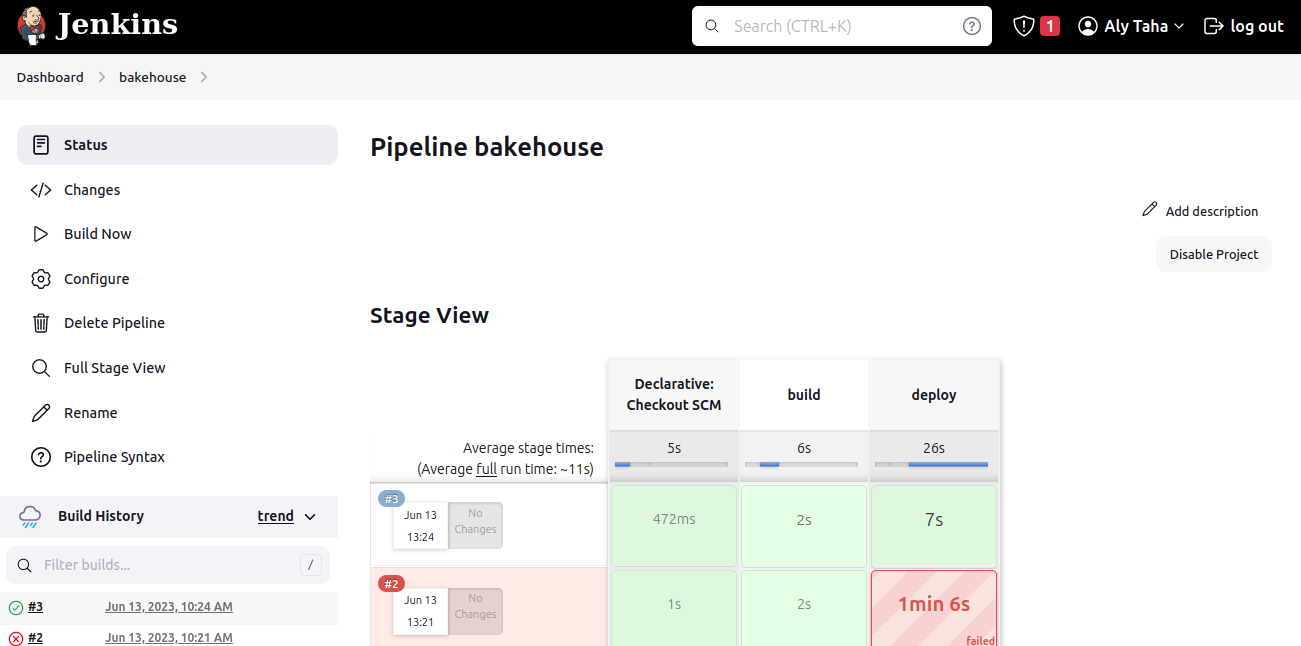 Jenkins
Search (CTRL+K)
1
Aly Taha
log out
Dashboard
bakehouse
Status
Changes
Build Now
Configure
Delete Pipeline
Full Stage View
Rename
Pipeline Syntax
Build History
trend
Filter builds...
/
#3
Jun 13, 2023, 10:24 AM
#2
Jun 13, 2023, 10:21 AM
Pipeline bakehouse
Add description
Disable Project
Stage View
Declarative:
Checkout SCM
build
deploy
Average stage times:
(Average full run time: ~11s)
5s
6s
26s
#3
Jun 13
13:24
No
Changes
472ms
2s
7s
#2
Jun 13
13:21
No
Changes
1s
2s
1min 6s
failed